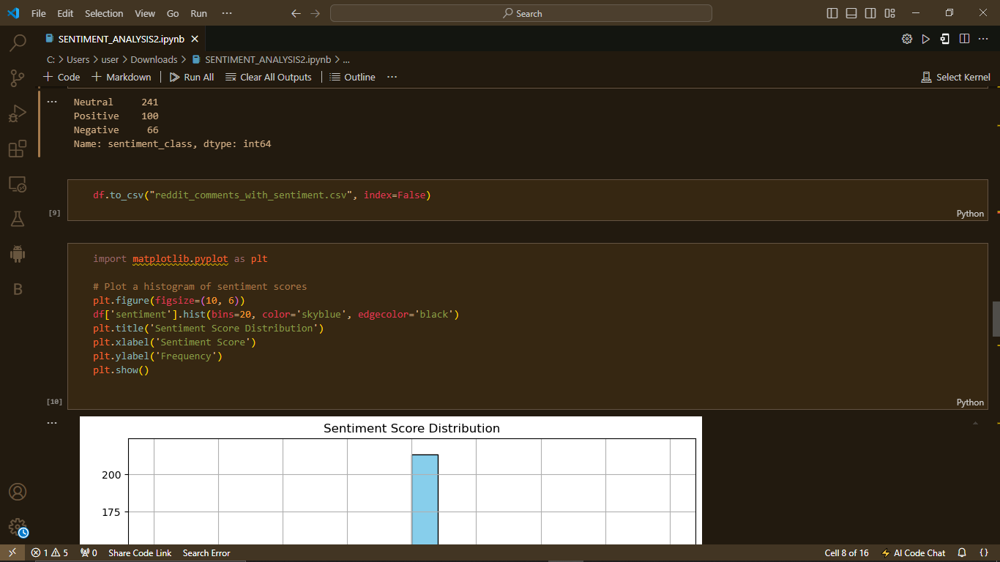 File Edit Selection View Go Run ··· Search
SENTIMENT_ANALYSIS2.ipynb
C: > Users > user > Downloads > SENTIMENT_ANALYSIS2.ipynb > ...
+ Code + Markdown | Run All Clear All Outputs | Outline ··· Select Kernel
··· Neutral 241
Positive 100
Negative 66
Name: sentiment_class, dtype: int64
df.to_csv("reddit_comments_with_sentiment.csv", index=False)
[9] Python
import matplotlib.pyplot as plt
# Plot a histogram of sentiment scores
plt.figure(figsize=(10, 6))
df['sentiment'].hist(bins=20, color='skyblue', edgecolor='black')
plt.title('Sentiment Score Distribution')
plt.xlabel('Sentiment Score')
plt.ylabel('Frequency')
plt.show()
[10] Python
···
Sentiment Score Distribution
200
175
B
1 5 0 Share Code Link Search Error Cell 8 of 16 AI Code Chat {}